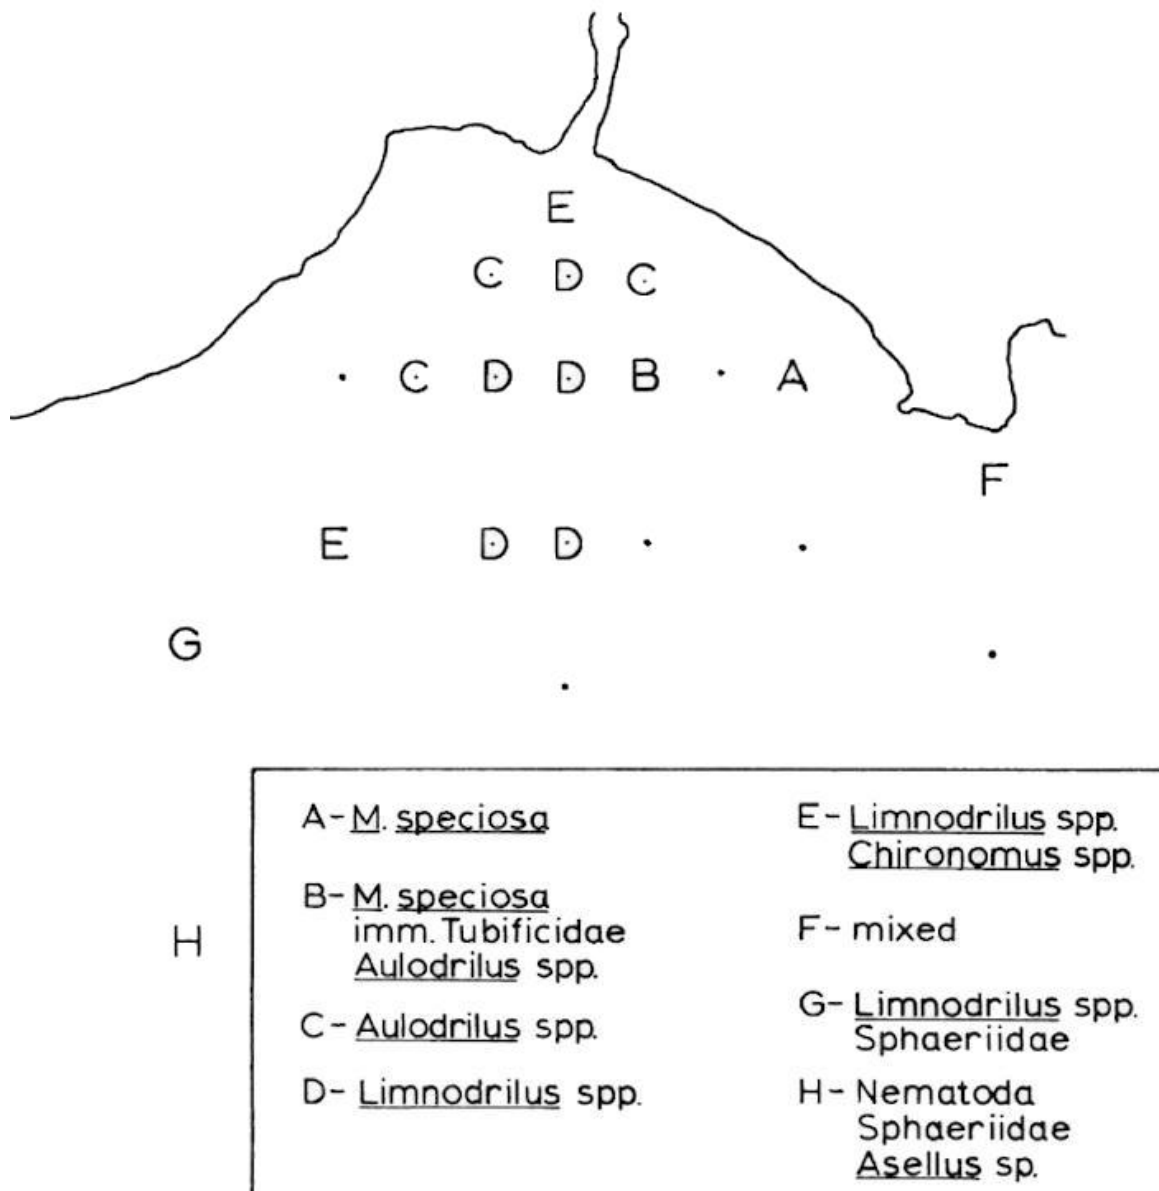 E
C D C
C D D B A
F
E D D
G
H
A- M. speciosa
B- M. speciosa
imm. Tubificidae
Aulodrilus spp.
C- Aulodrilus spp.
D- Limnodrilus spp.
E- Limnodrilus spp.
Chironomus spp.
F- mixed
G- Limnodrilus spp.
Sphaeriidae
H- Nematoda
Sphaeriidae
Asellus sp.